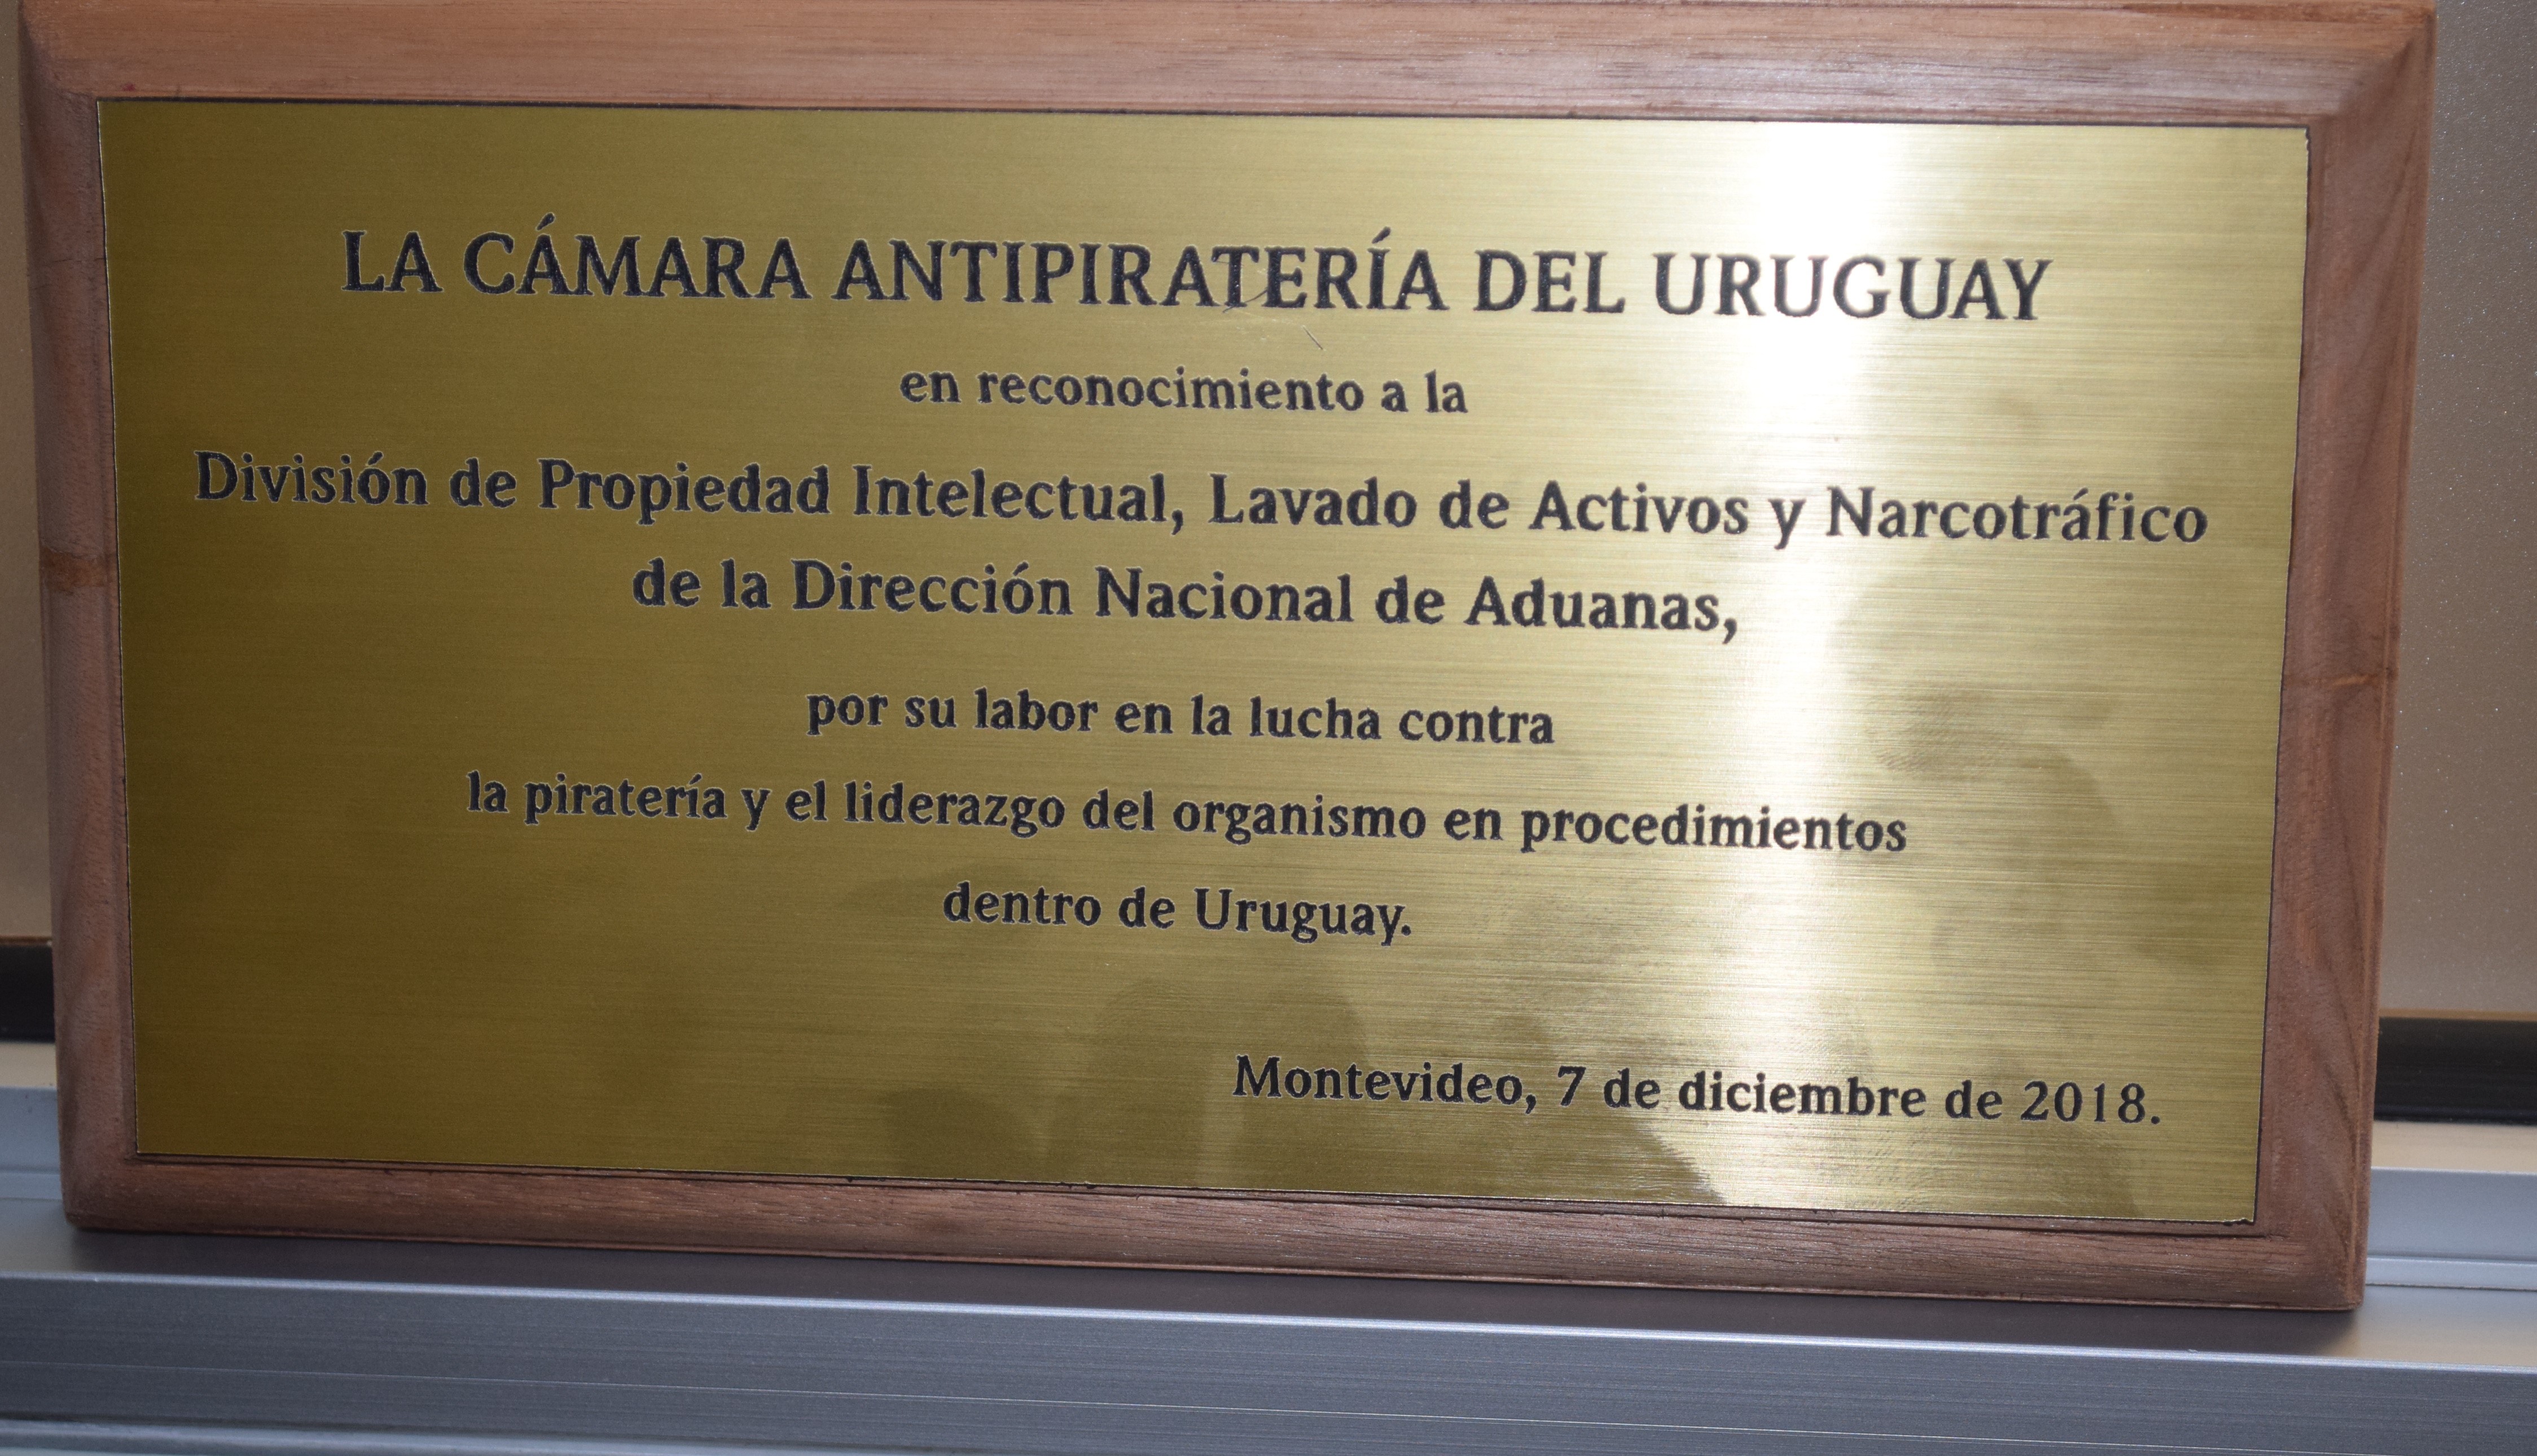 LA CÁMARA ANTIPIRATERÍA DEL URUGUAY
en reconocimiento a la
División de Propiedad Intelectual, Lavado de Activos y Narcotráfico
de la Dirección Nacional de Aduanas,
por su labor en la lucha contra
la piratería y el liderazgo del organismo en procedimientos
dentro de Uruguay.
Montevideo, 7 de diciembre de 2018.